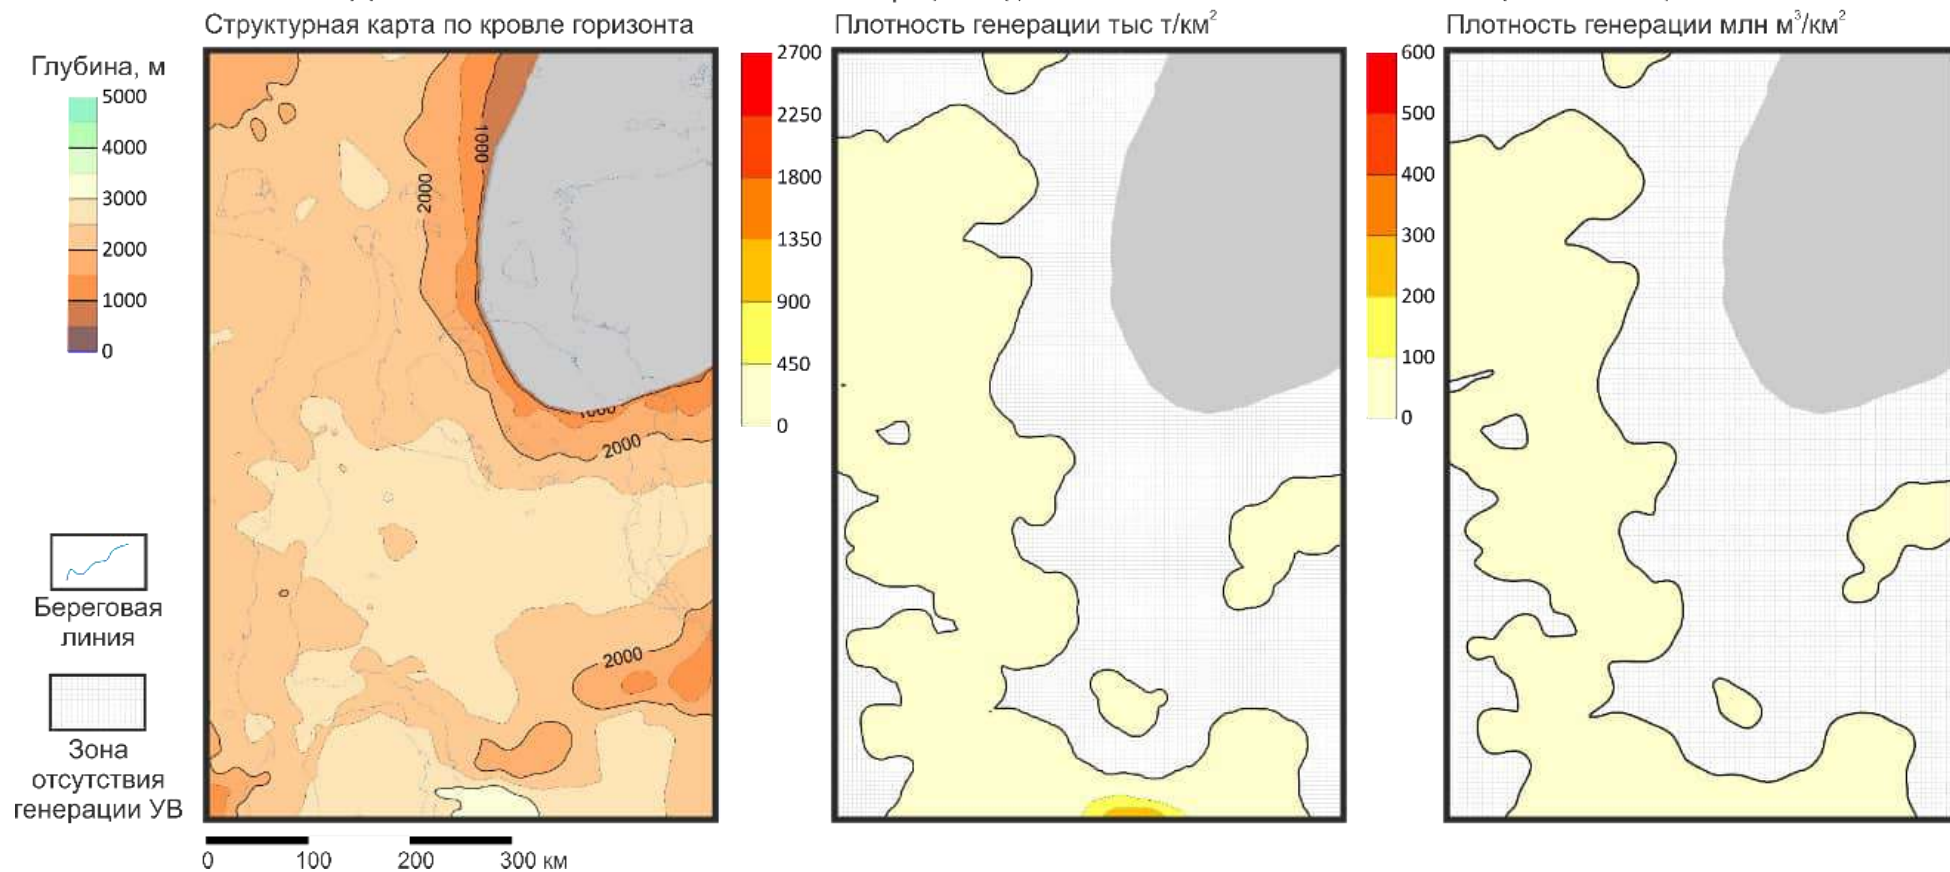 Структурная карта по кровле горизонта
Плотность генерации тыс т/км²
Плотность генерации млн м³/км²
Глубина, м
5000
4000
3000
2000
1000
0
1000
2000
1000
2000
2000
2700
2250
1800
1350
900
450
0
600
500
400
300
200
100
0
Береговая
линия
Зона
отсутствия
генерации УВ
0 100 200 300 км